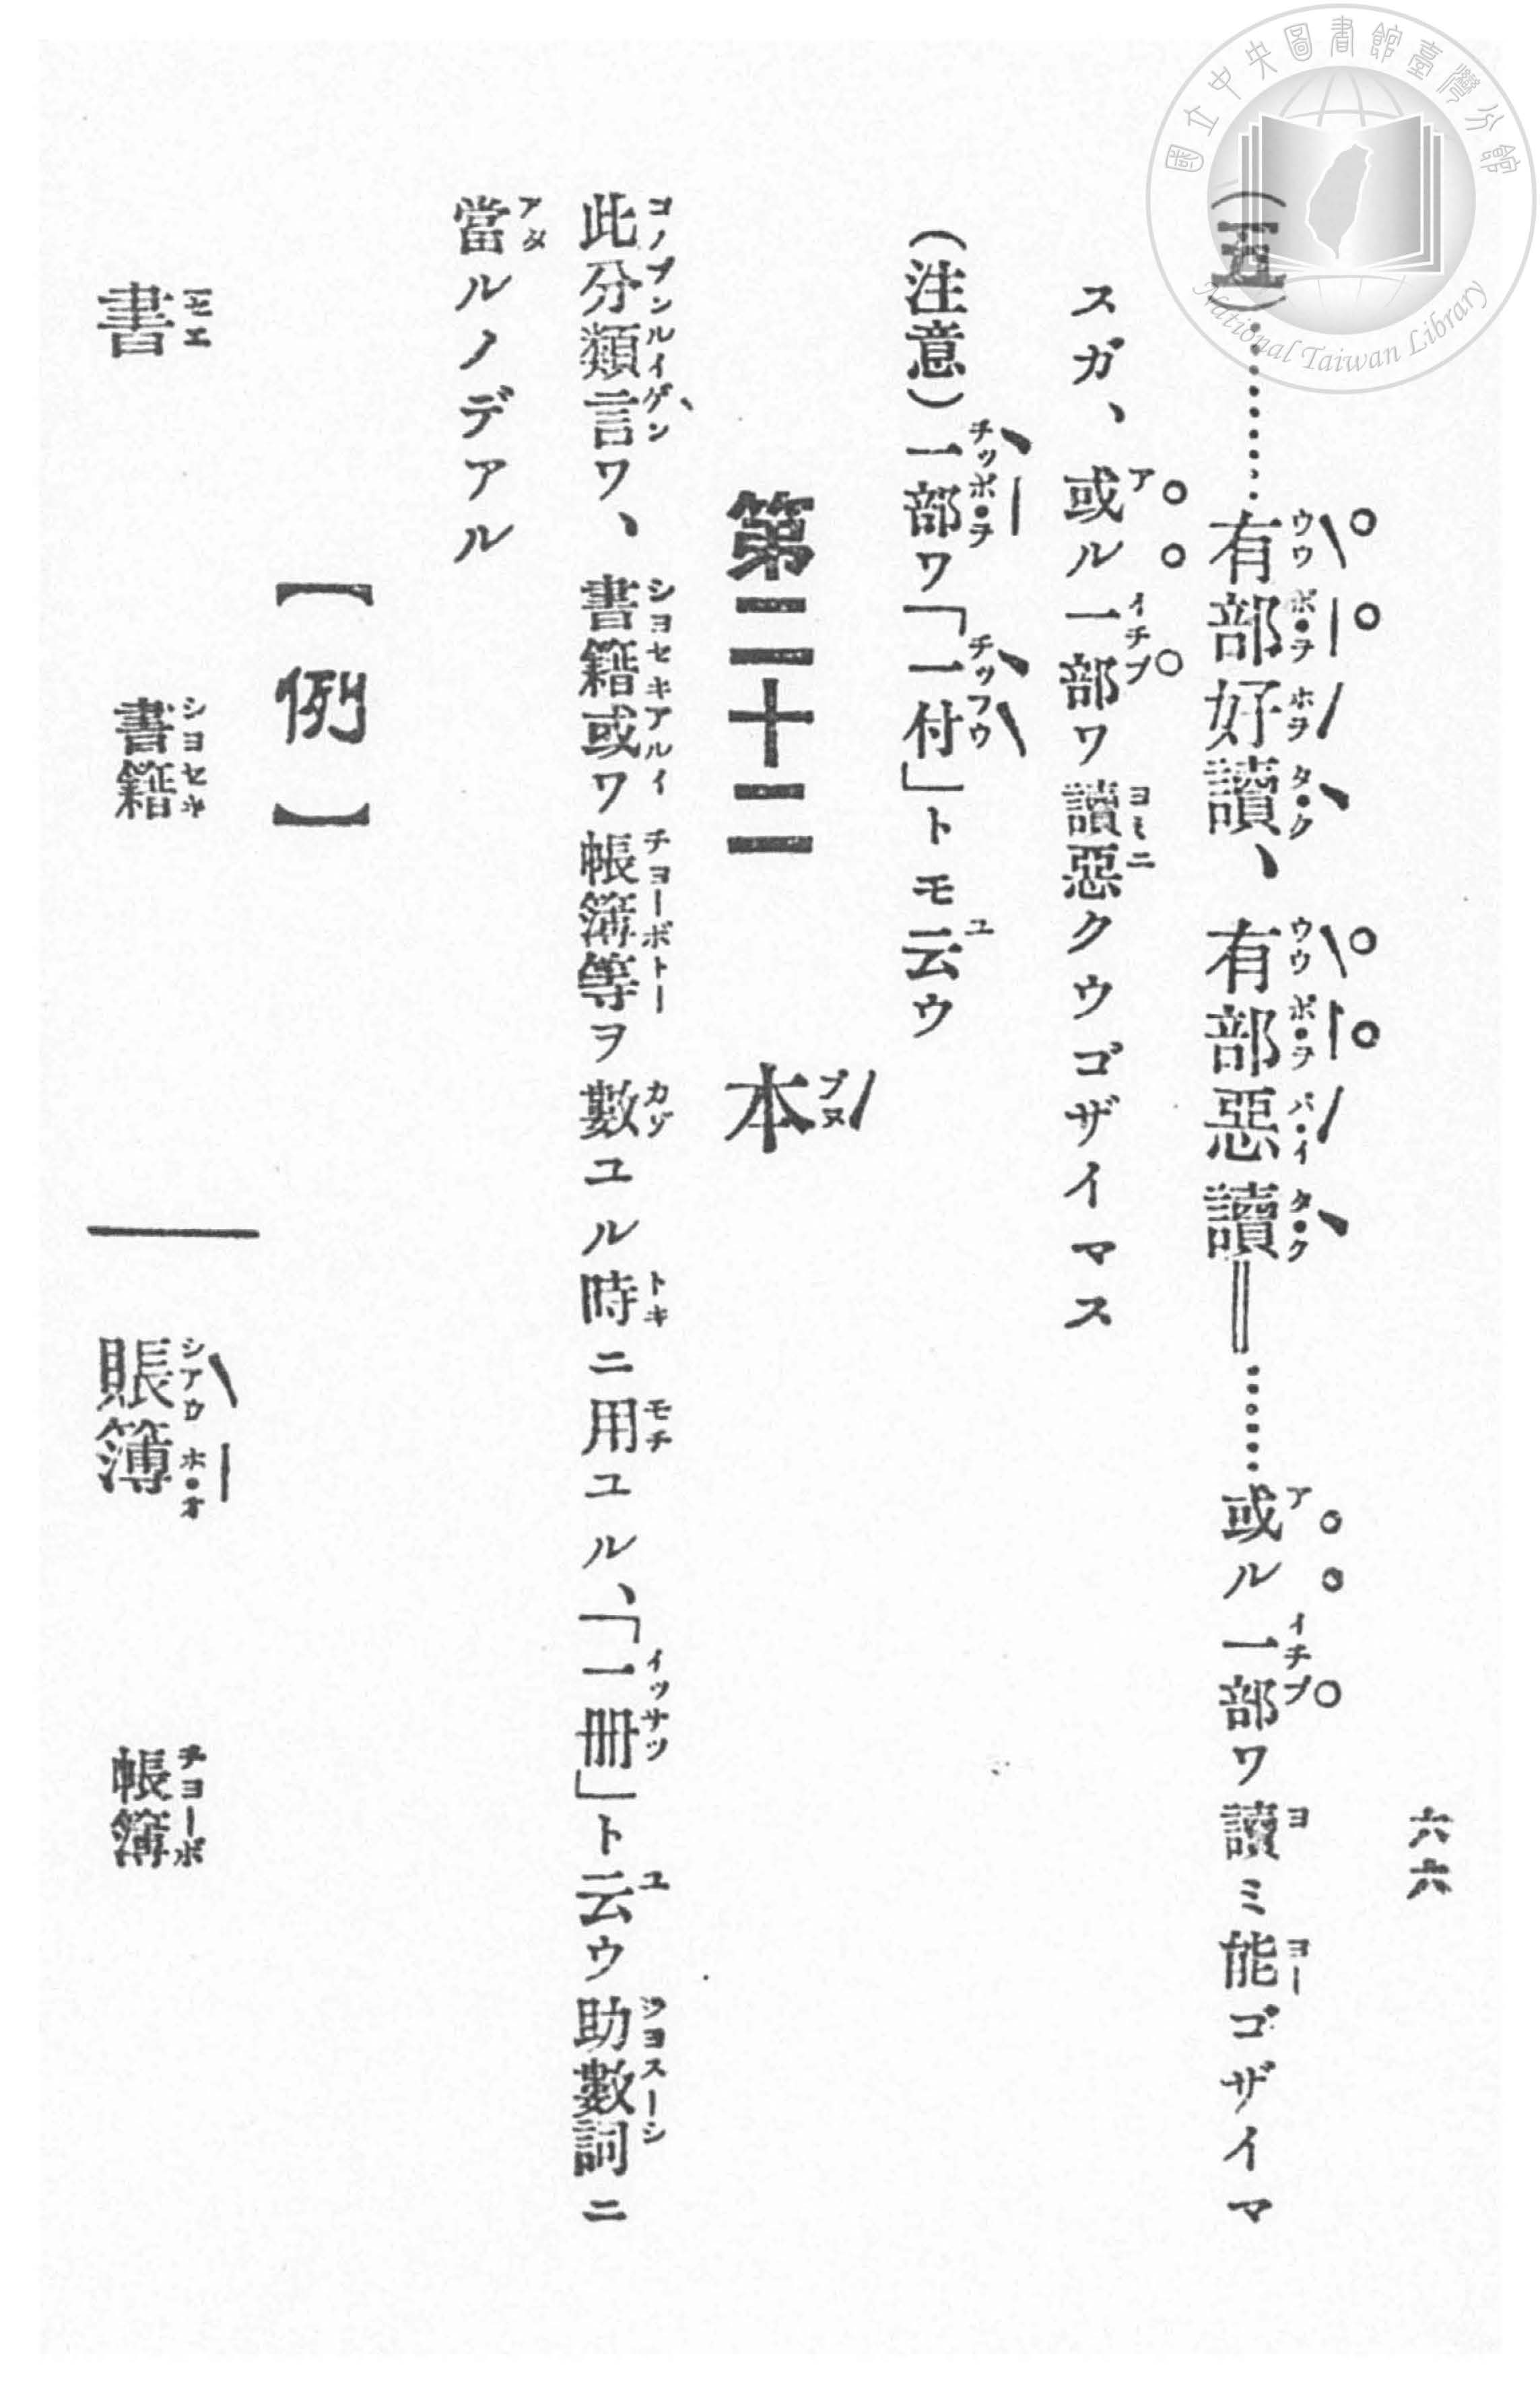 國立中央圖書館臺灣分館
National Taiwan Library
六六
(五)………有部好讀、有部惡讀║……或ル一部ワ讀ミ能ゴザイマ
スガ、或ル一部ワ讀惡クウゴザイマス
(注意)一部ワ「一付」トモ云ウ
第二十二 本
此分類言ワ、書籍或ワ帳簿等ヲ數ユル時ニ用ユル、「一冊」ト云ウ助數詞ニ
當ルノデアル
【例】
書 書籍 ― 賬簿 帳簿